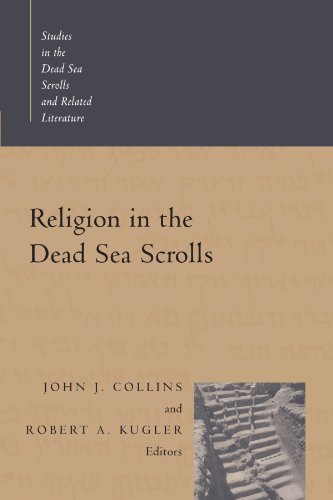 Studies
in the
Dead Sea
Scrolls
and Related
Literature
Religion in the
Dead Sea Scrolls
JOHN J. COLLINS
and
ROBERT A. KUGLER
Editors